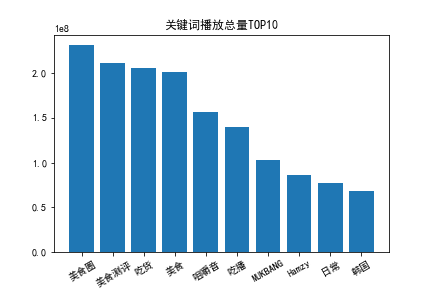 关键词播放总量TOP10
1e8
2.0
1.5
1.0
0.5
0.0
美食圈
美食测评
吃货
美食
咀嚼音
吃播
MUKBANG
Hamzy
日常
韩国